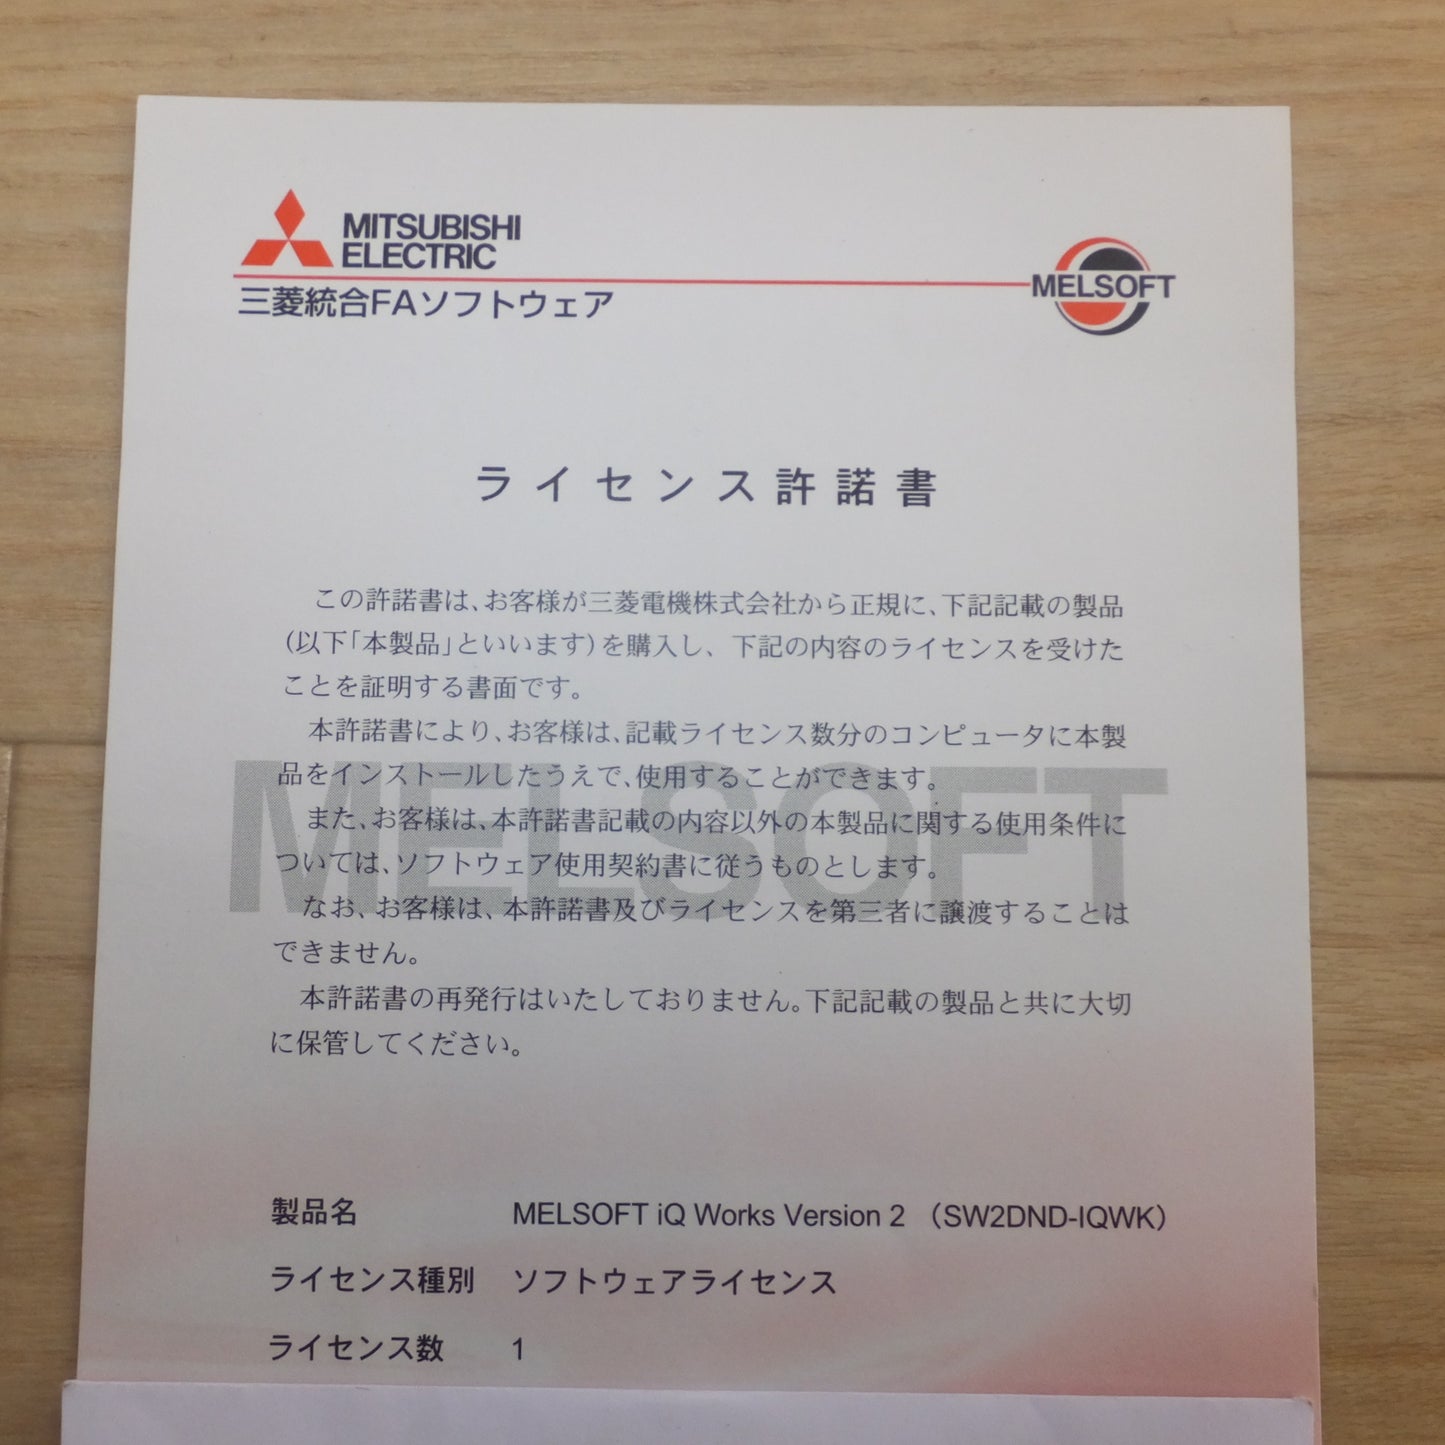 MITSUBISHI
ELECTRIC
三菱統合FAソフトウェア
MELSOFT
ライセンス許諾書
この許諾書は、お客様が三菱電機株式会社から正規に、下記記載の製品
(以下「本製品」といいます)を購入し、下記の内容のライセンスを受けた
ことを証明する書面です。
本許諾書により、お客様は、記載ライセンス数分のコンピュータに本製
品をインストールしたうえで、使用することができます。
また、お客様は、本許諾書記載の内容以外の本製品に関する使用条件に
ついては、ソフトウェア使用契約書に従うものとします。
なお、お客様は、本許諾書及びライセンスを第三者に譲渡することは
できません。
本許諾書の再発行はいたしておりません。下記記載の製品と共に大切
に保管してください。
MELSOFT
製品名 MELSOFT iQ Works Version 2 （SW2DND-IQWK）
ライセンス種別 ソフトウェアライセンス
ライセンス数 1